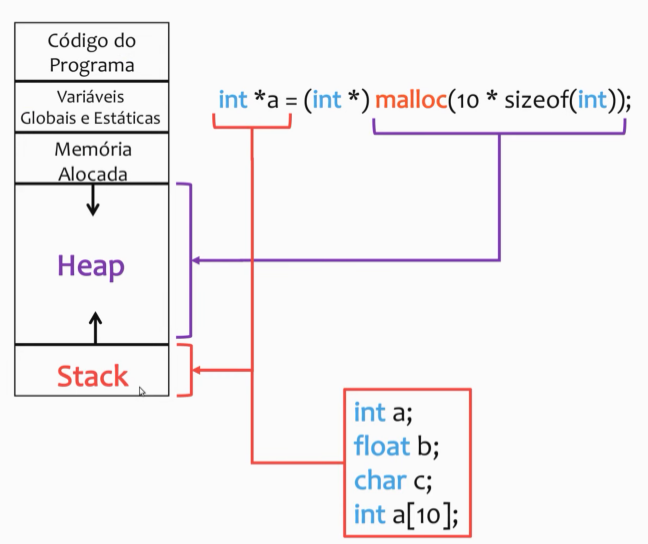 Código do
Programa
Variáveis
Globais e Estáticas
Memória
Alocada
Heap
Stack
int *a = (int *) malloc(10 * sizeof(int));
int a;
float b;
char c;
int a[10];